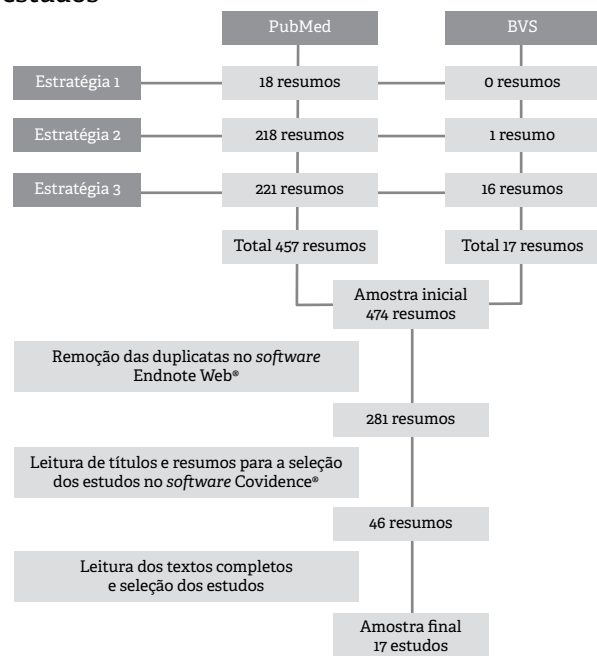 estudos
PubMed
BVS
Estratégia 1
18 resumos
0 resumos
Estratégia 2
218 resumos
1 resumo
Estratégia 3
221 resumos
16 resumos
Total 457 resumos
Total 17 resumos
Amostra inicial
474 resumos
Remoção das duplicatas no software
Endnote Web®
281 resumos
Leitura de títulos e resumos para a seleção
dos estudos no software Covidence®
46 resumos
Leitura dos textos completos
e seleção dos estudos
Amostra final
17 estudos